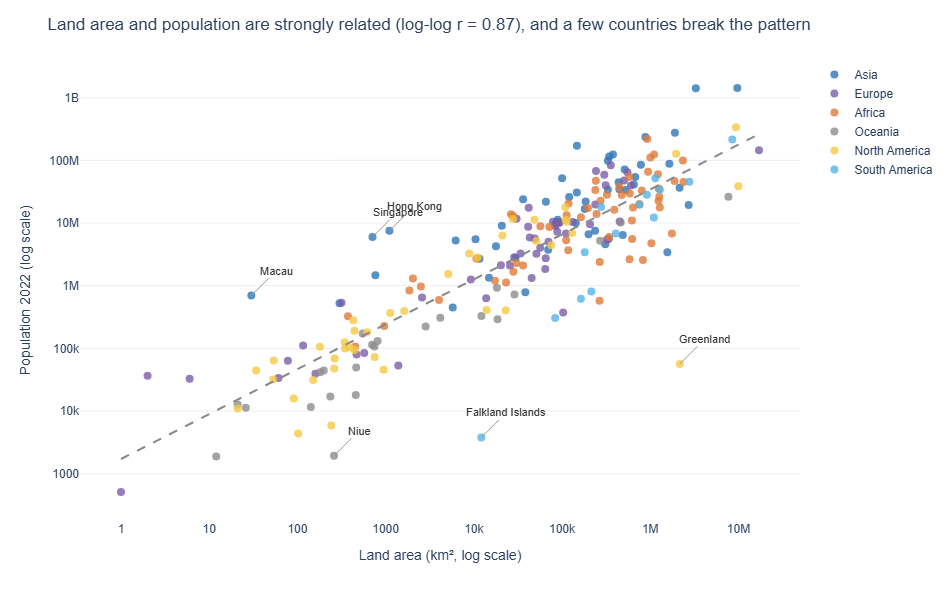 Land area and population are strongly related (log-log r = 0.87), and a few countries break the pattern
Asia
Europe
Africa
Oceania
North America
South America
Population 2022 (log scale)
1B
100M
10M
1M
100k
10k
1000
Hong Kong
Singapore
Macau
Greenland
Falkland Islands
Niue
1 10 100 1000 10k 100k 1M 10M
Land area (km², log scale)